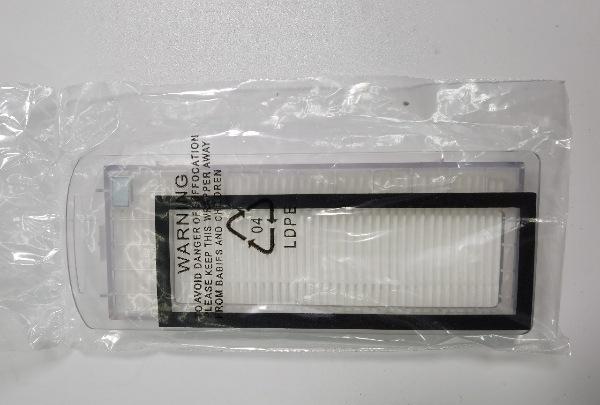 WARNING
TO AVOID DANGER OF SUFFOCATION
PLEASE KEEP THIS WRAPPER AWAY
FROM BABIES AND CHILDREN
04
LDPE